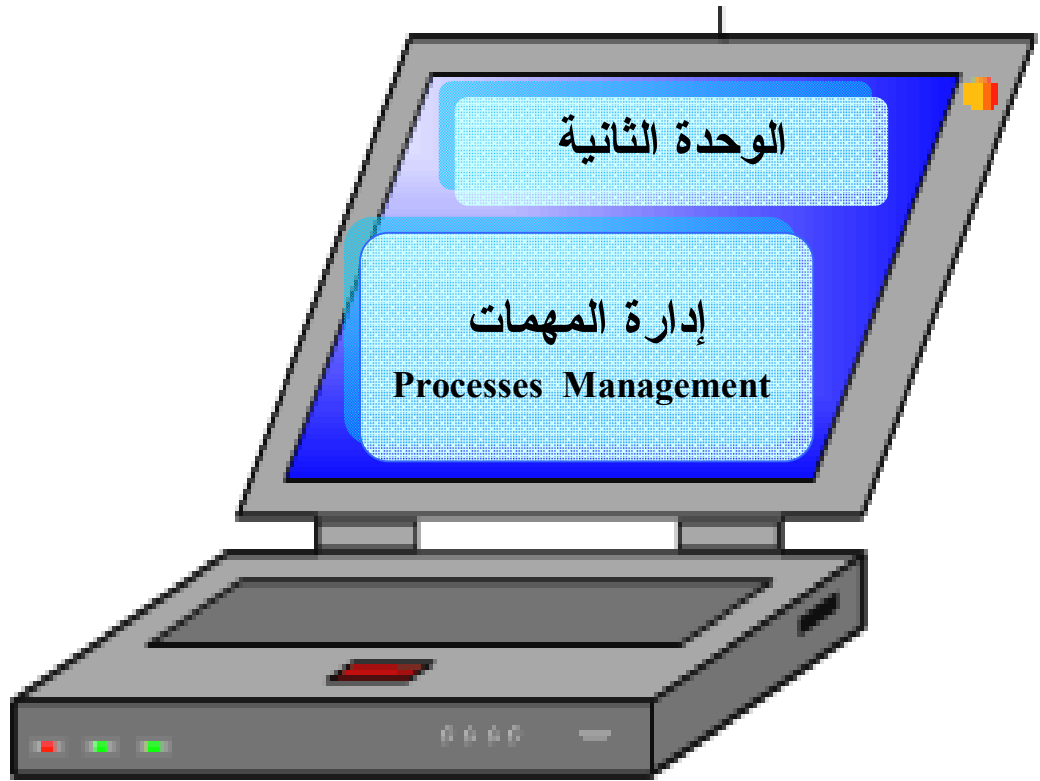 الوحدة الثانية
إدارة المهمات
Processes Management